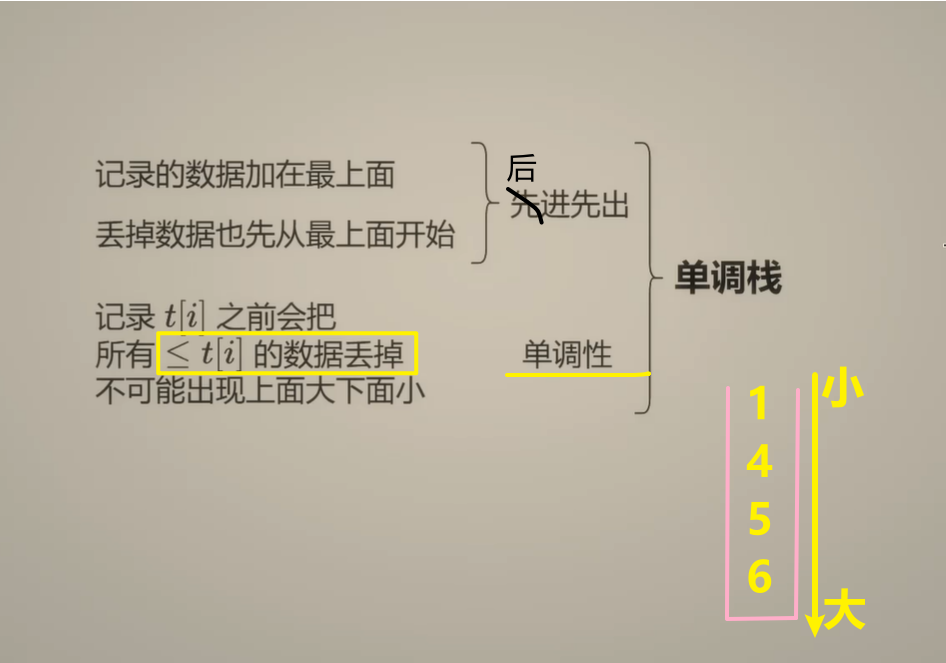 记录的数据加在最上面
丢掉数据也先从最上面开始
后
先进先出
记录 t[i] 之前会把
所有 ≤ t[i] 的数据丢掉
不可能出现上面大下面小
单调性
单调栈
小
1
4
5
6
大